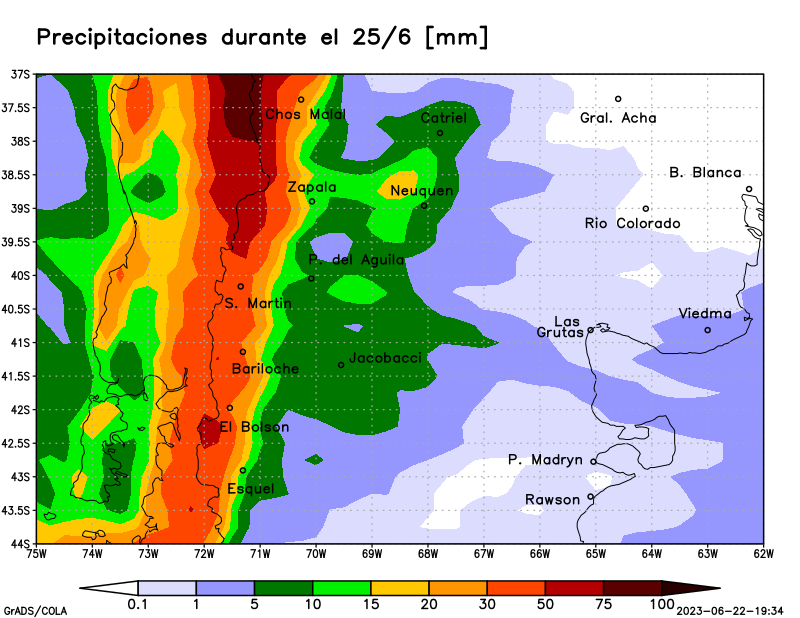 Precipitaciones durante el 25/6 [mm]
37S
37.5S
38S
38.5S
39S
39.5S
40S
40.5S
41S
41.5S
42S
42.5S
43S
43.5S
44S
Chos Malal
Catriel
Gral. Acha
B. Blanca
Zapala
Neuquen
Rio Colorado
P. del Aguila
S. Martin
Las
Grutas
Viedma
Bariloche
Jacobacci
El Bolson
P. Madryn
Esquel
Rawson
75W 74W 73W 72W 71W 70W 69W 68W 67W 66W 65W 64W 63W 62W
0.1 1 5 10 15 20 30 50 75 100
GrADS/COLA
2023-06-22-19:34